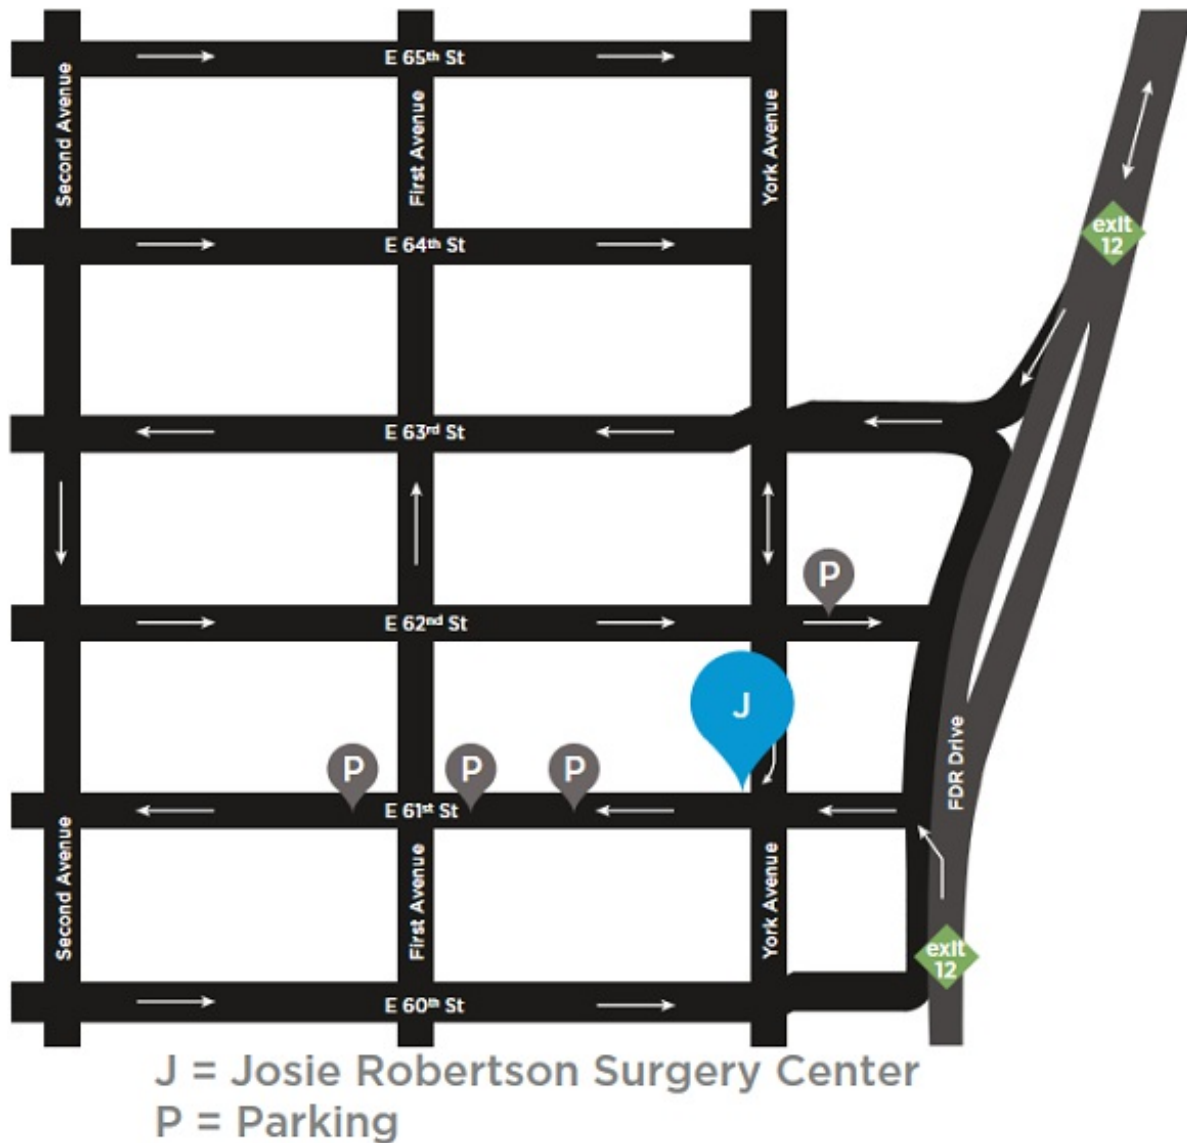 E 65th St
Second Avenue
First Avenue
York Avenue
exit
12
E 64th St
E 63rd St
P
E 62nd St
J
P
P
P
FDR Drive
E 61st St
Second Avenue
First Avenue
York Avenue
exit
12
E 60th St
J = Josie Robertson Surgery Center
P = Parking